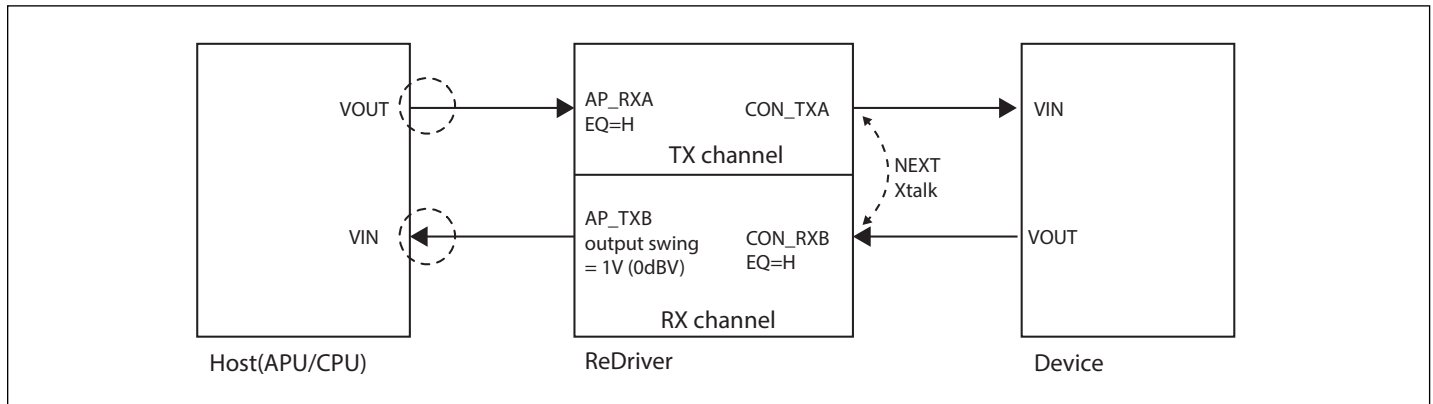 VOUT
AP_RXA
EQ=H
CON_TXA
VIN
TX channel
NEXT
Xtalk
VIN
AP_TXB
output swing
= 1V (0dBV)
CON_RXB
EQ=H
VOUT
RX channel
Host(APU/CPU)
ReDriver
Device